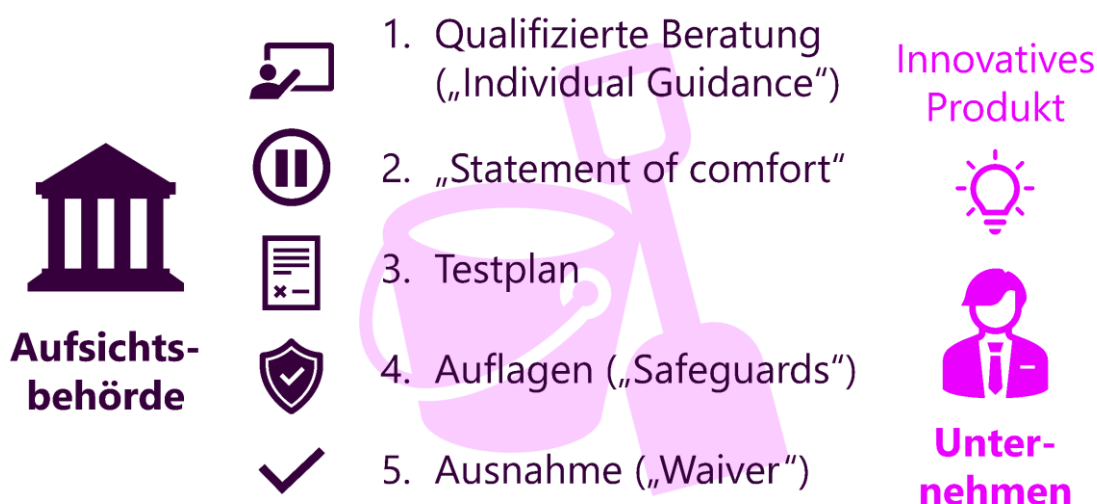 Aufsichts-
behörde
1. Qualifizierte Beratung
(„Individual Guidance“)
2. „Statement of comfort“
3. Testplan
4. Auflagen („Safeguards“)
5. Ausnahme („Waiver“)
Innovatives
Produkt
Unter-
nehmen